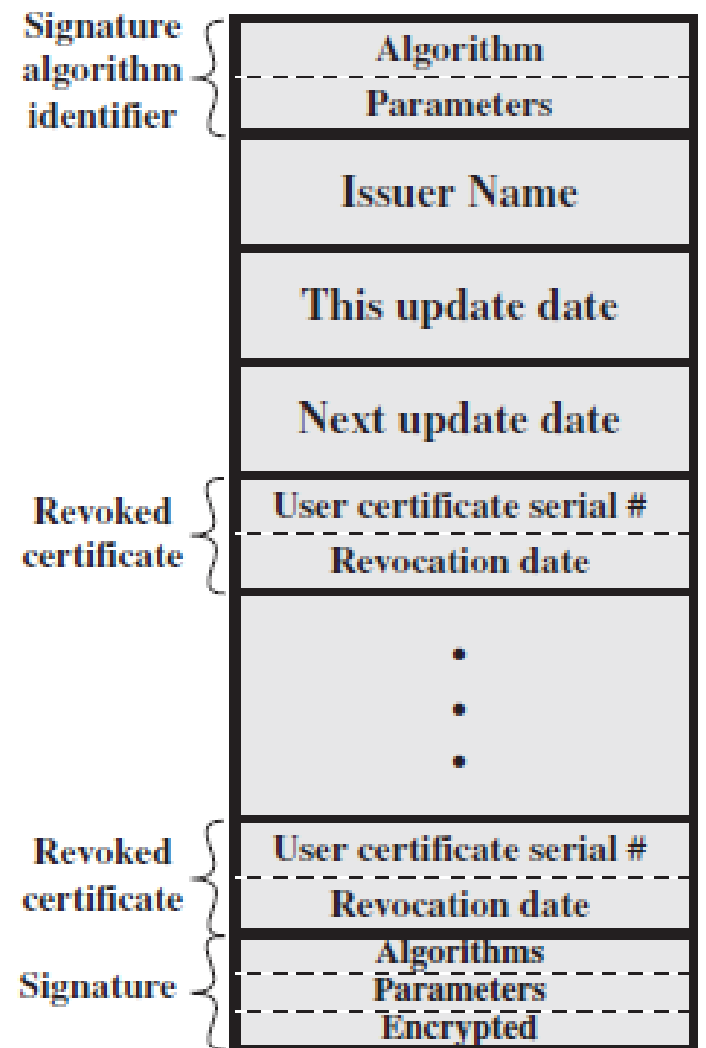 Signature
algorithm
identifier
Algorithm
Parameters
Issuer Name
This update date
Next update date
Revoked
certificate
User certificate serial #
Revocation date
Revoked
certificate
User certificate serial #
Revocation date
Signature
Algorithms
Parameters
Encrypted